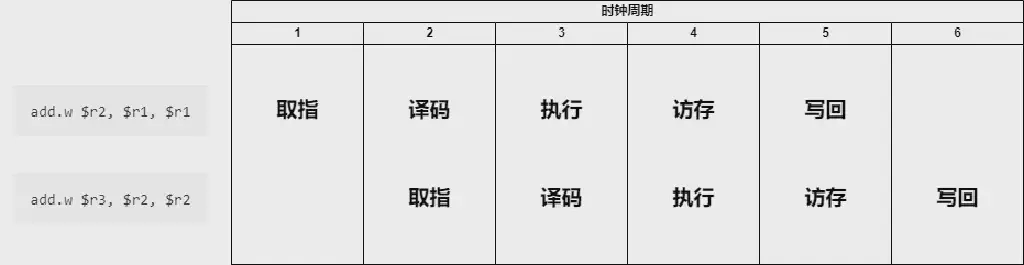 时钟周期
1 2 3 4 5 6
add.w $r2, $r1, $r1 取指 译码 执行 访存 写回
add.w $r3, $r2, $r2 取指 译码 执行 访存 写回